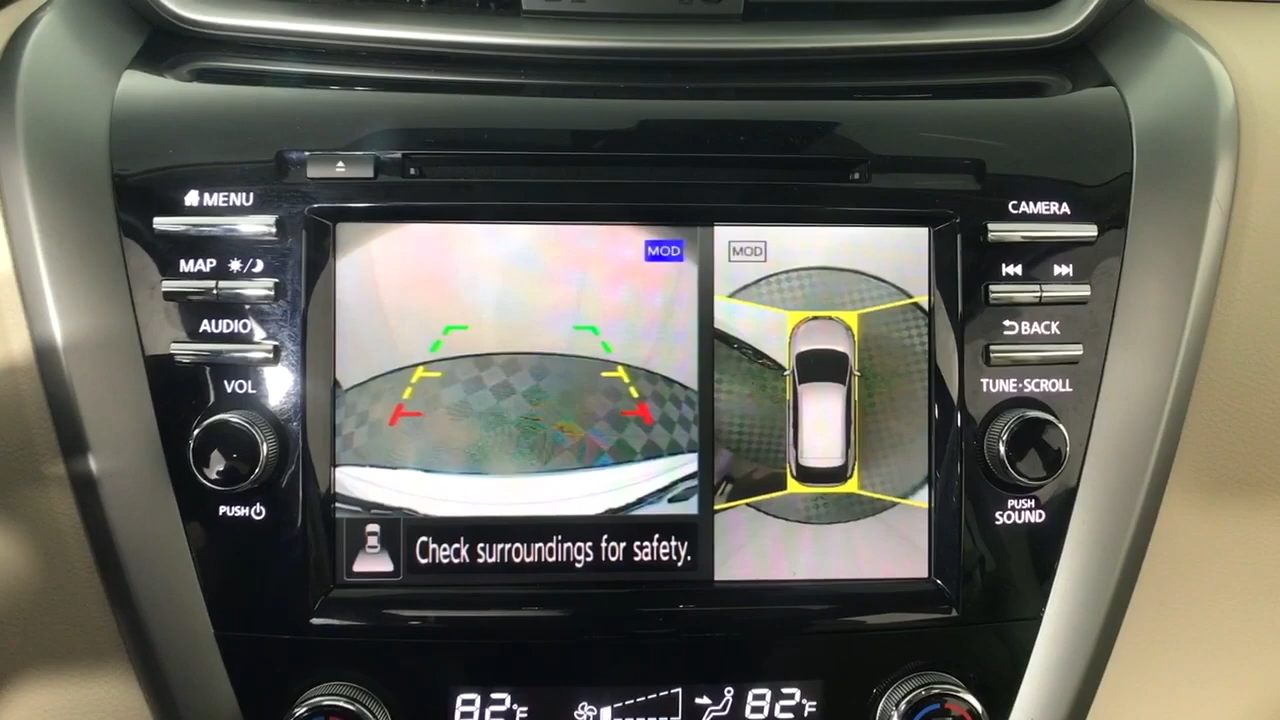 MENU
MAP
AUDIO
VOL
PUSH
MOD
MOD
Check surroundings for safety.
CAMERA
BACK
TUNE·SCROLL
PUSH
SOUND
82°F
82°F